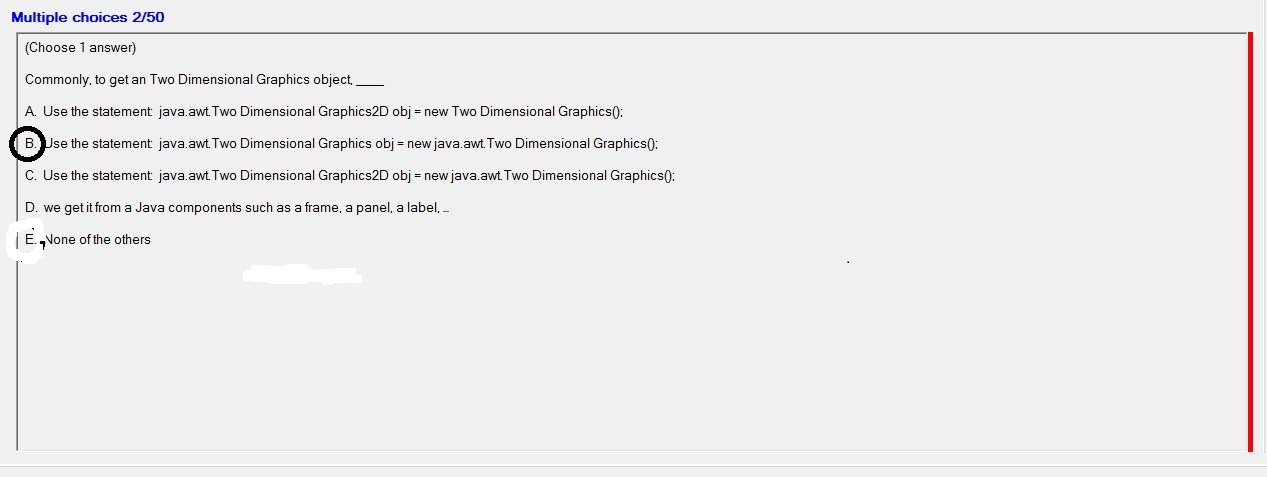 Multiple choices 2/50
(Choose 1 answer)
Commonly, to get an Two Dimensional Graphics object, ____
A. Use the statement: java.awt.Two Dimensional Graphics2D obj = new Two Dimensional Graphics();
B. Use the statement: java.awt.Two Dimensional Graphics obj = new java.awt.Two Dimensional Graphics();
C. Use the statement: java.awt.Two Dimensional Graphics2D obj = new java.awt.Two Dimensional Graphics();
D. we get it from a Java components such as a frame, a panel, a label, ...
E. None of the others